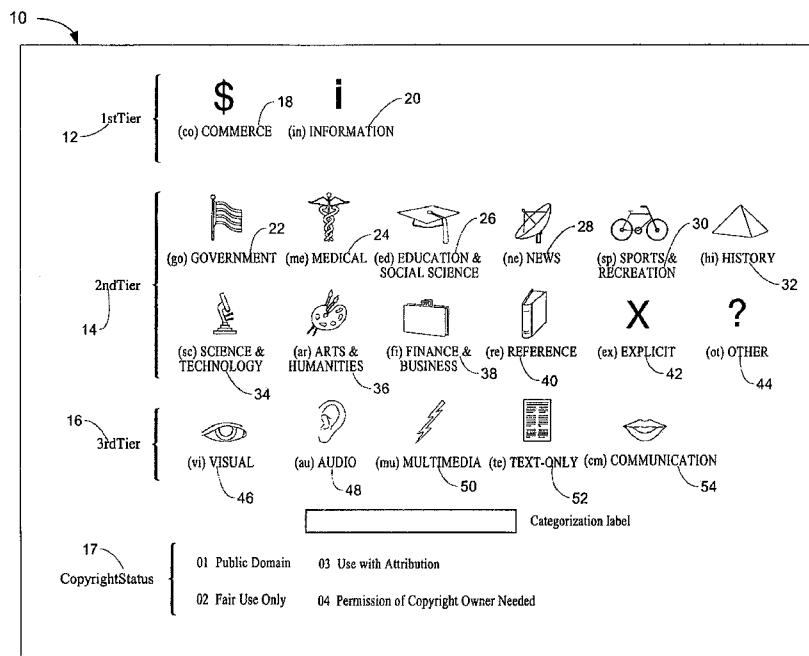 10
$ i
18 20
12 1stTier (co) COMMERCE (in) INFORMATION
22 24 26 28 30
(go) GOVERNMENT (me) MEDICAL (ed) EDUCATION & SOCIAL SCIENCE (ne) NEWS (sp) SPORTS & RECREATION (hi) HISTORY
32
2ndTier
14
X ?
(sc) SCIENCE & TECHNOLOGY (ar) ARTS & HUMANITIES (fi) FINANCE & BUSINESS (re) REFERENCE (ex) EXPLICIT (ot) OTHER
34 36 38 40 42 44
16
3rdTier
(vi) VISUAL (au) AUDIO (mu) MULTIMEDIA (te) TEXT-ONLY (cm) COMMUNICATION
46 48 50 52 54
Categorization label
17
CopyrightStatus
01 Public Domain 03 Use with Attribution
02 Fair Use Only 04 Permission of Copyright Owner Needed